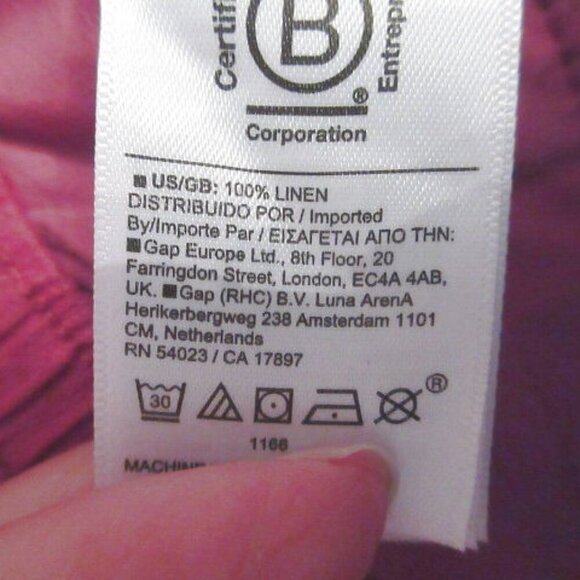 Certifi
B
Entrepr
®
Corporation
US/GB: 100% LINEN
DISTRIBUIDO POR / Imported
By/Importe Par / ΕΙΣΑΓΕΤΑΙ ΑΠΟ ΤΗΝ:
Gap Europe Ltd., 8th Floor, 20
Farringdon Street, London, EC4A 4AB,
UK. Gap (RHC) B.V. Luna ArenA
Herikerbergweg 238 Amsterdam 1101
CM, Netherlands
RN 54023 / CA 17897
30 ®
1166
MACHINE